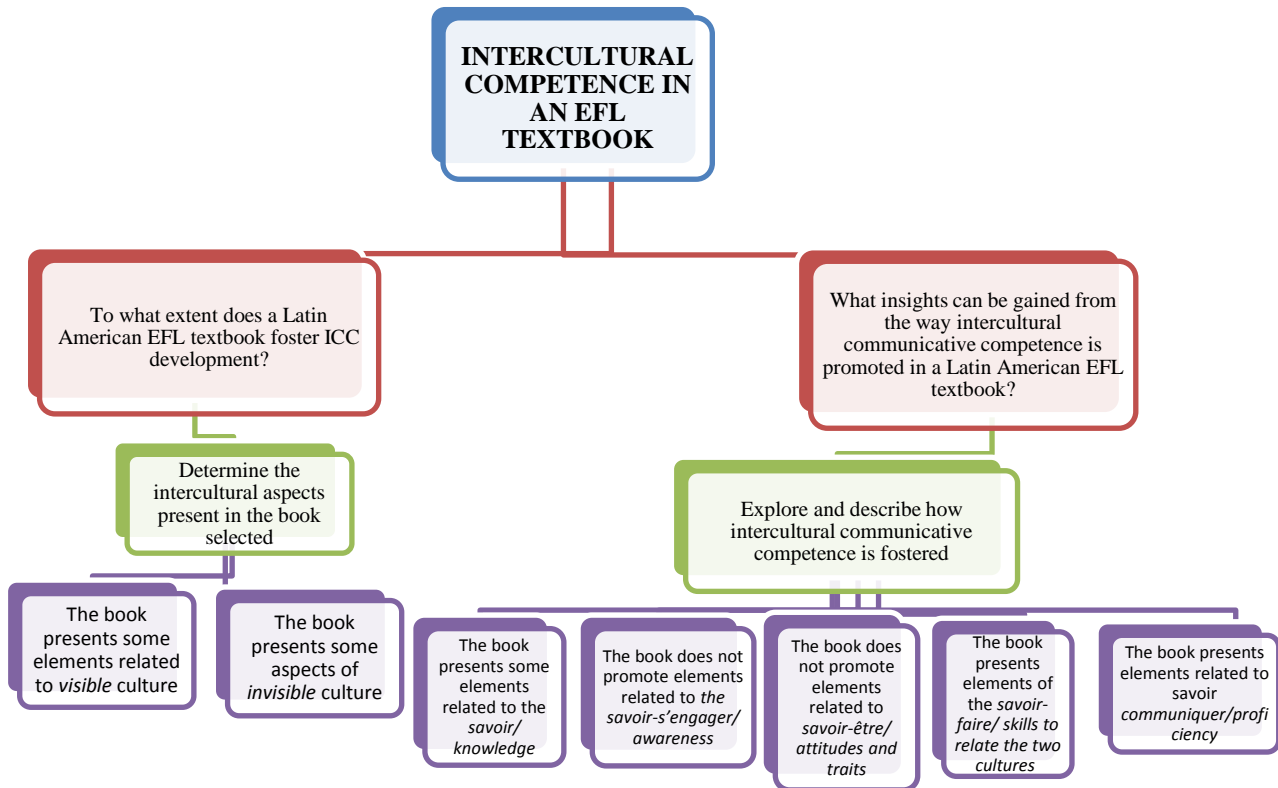 INTERCULTURAL
COMPETENCE IN
AN EFL
TEXTBOOK
To what extent does a Latin
American EFL textbook foster ICC
development?
What insights can be gained from
the way intercultural
communicative competence is
promoted in a Latin American EFL
textbook?
Determine the
intercultural aspects
present in the book
selected
Explore and describe how
intercultural communicative
competence is fostered
The book
presents some
elements related
to visible culture
The book
presents some
aspects of
invisible culture
The book
presents some
elements
related to the
savoir/
knowledge
The book does not
promote elements
related to the
savoir-s’engager/
awareness
The book does
not promote
elements
related to
savoir-être/
attitudes and
traits
The book
presents
elements of
the savoir-
faire/ skills to
relate the two
cultures
The book presents
elements related to
savoir
communiquer/profi
ciency